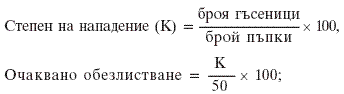 Степен на нападение (K) = броя гъсеници / брой пъпки × 100,
Очаквано обезлистване = K / 50 × 100;